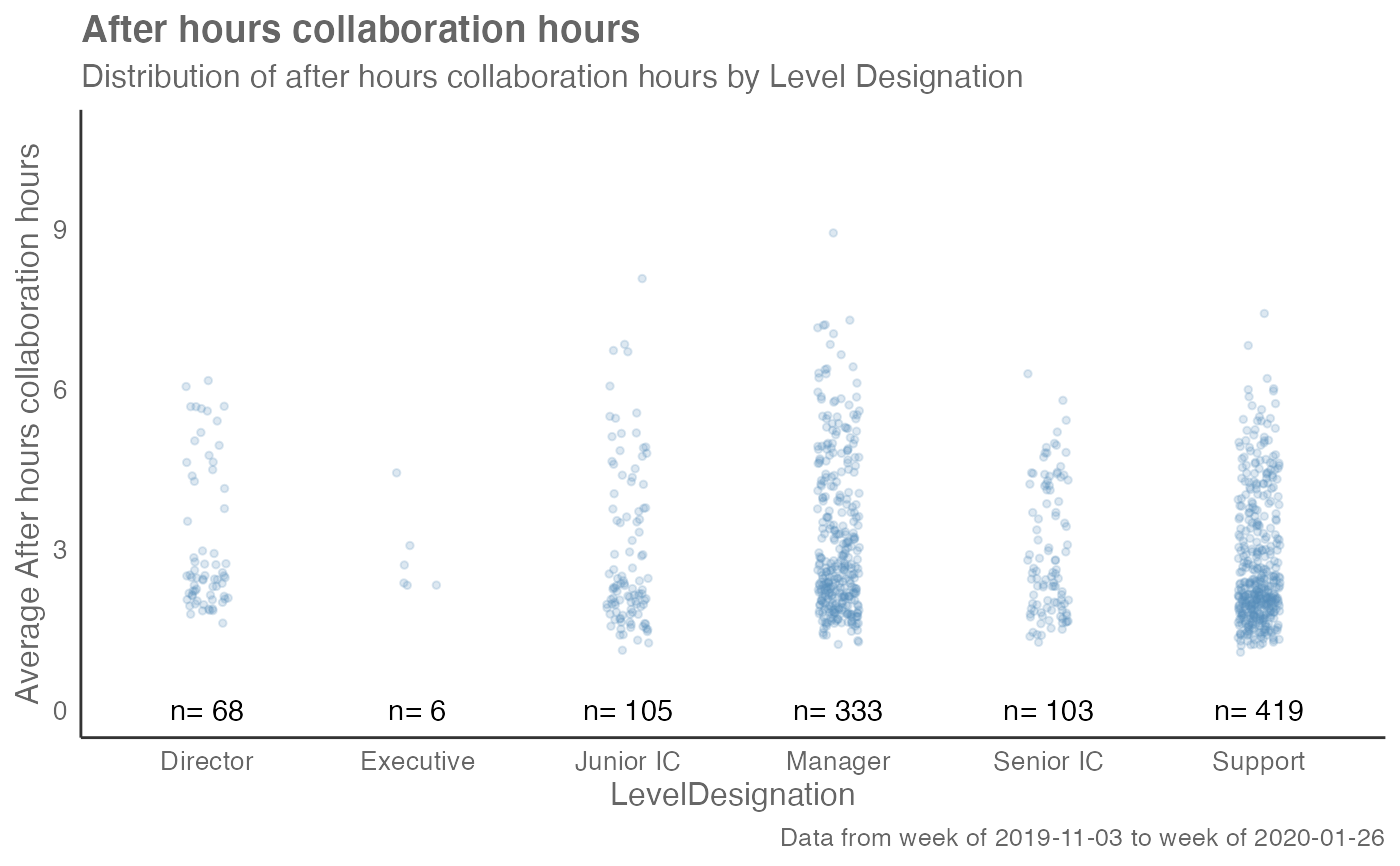 After hours collaboration hours
Distribution of after hours collaboration hours by Level Designation
Average After hours collaboration hours
9
6
3
0
n= 68
n= 6
n= 105
n= 333
n= 103
n= 419
Director
Executive
Junior IC
Manager
Senior IC
Support
LevelDesignation
Data from week of 2019-11-03 to week of 2020-01-26